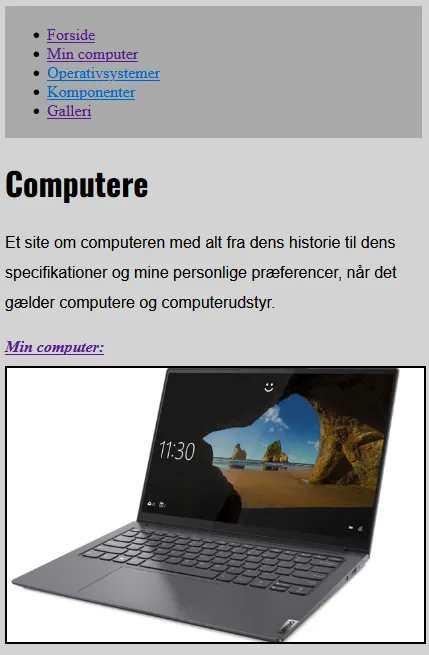 Forside
Min computer
Operativsystemer
Komponenter
Galleri
Computere
Et site om computeren med alt fra dens historie til dens
specifikationer og mine personlige præferencer, når det
gælder computere og computerudstyr.
Min computer:
11:30